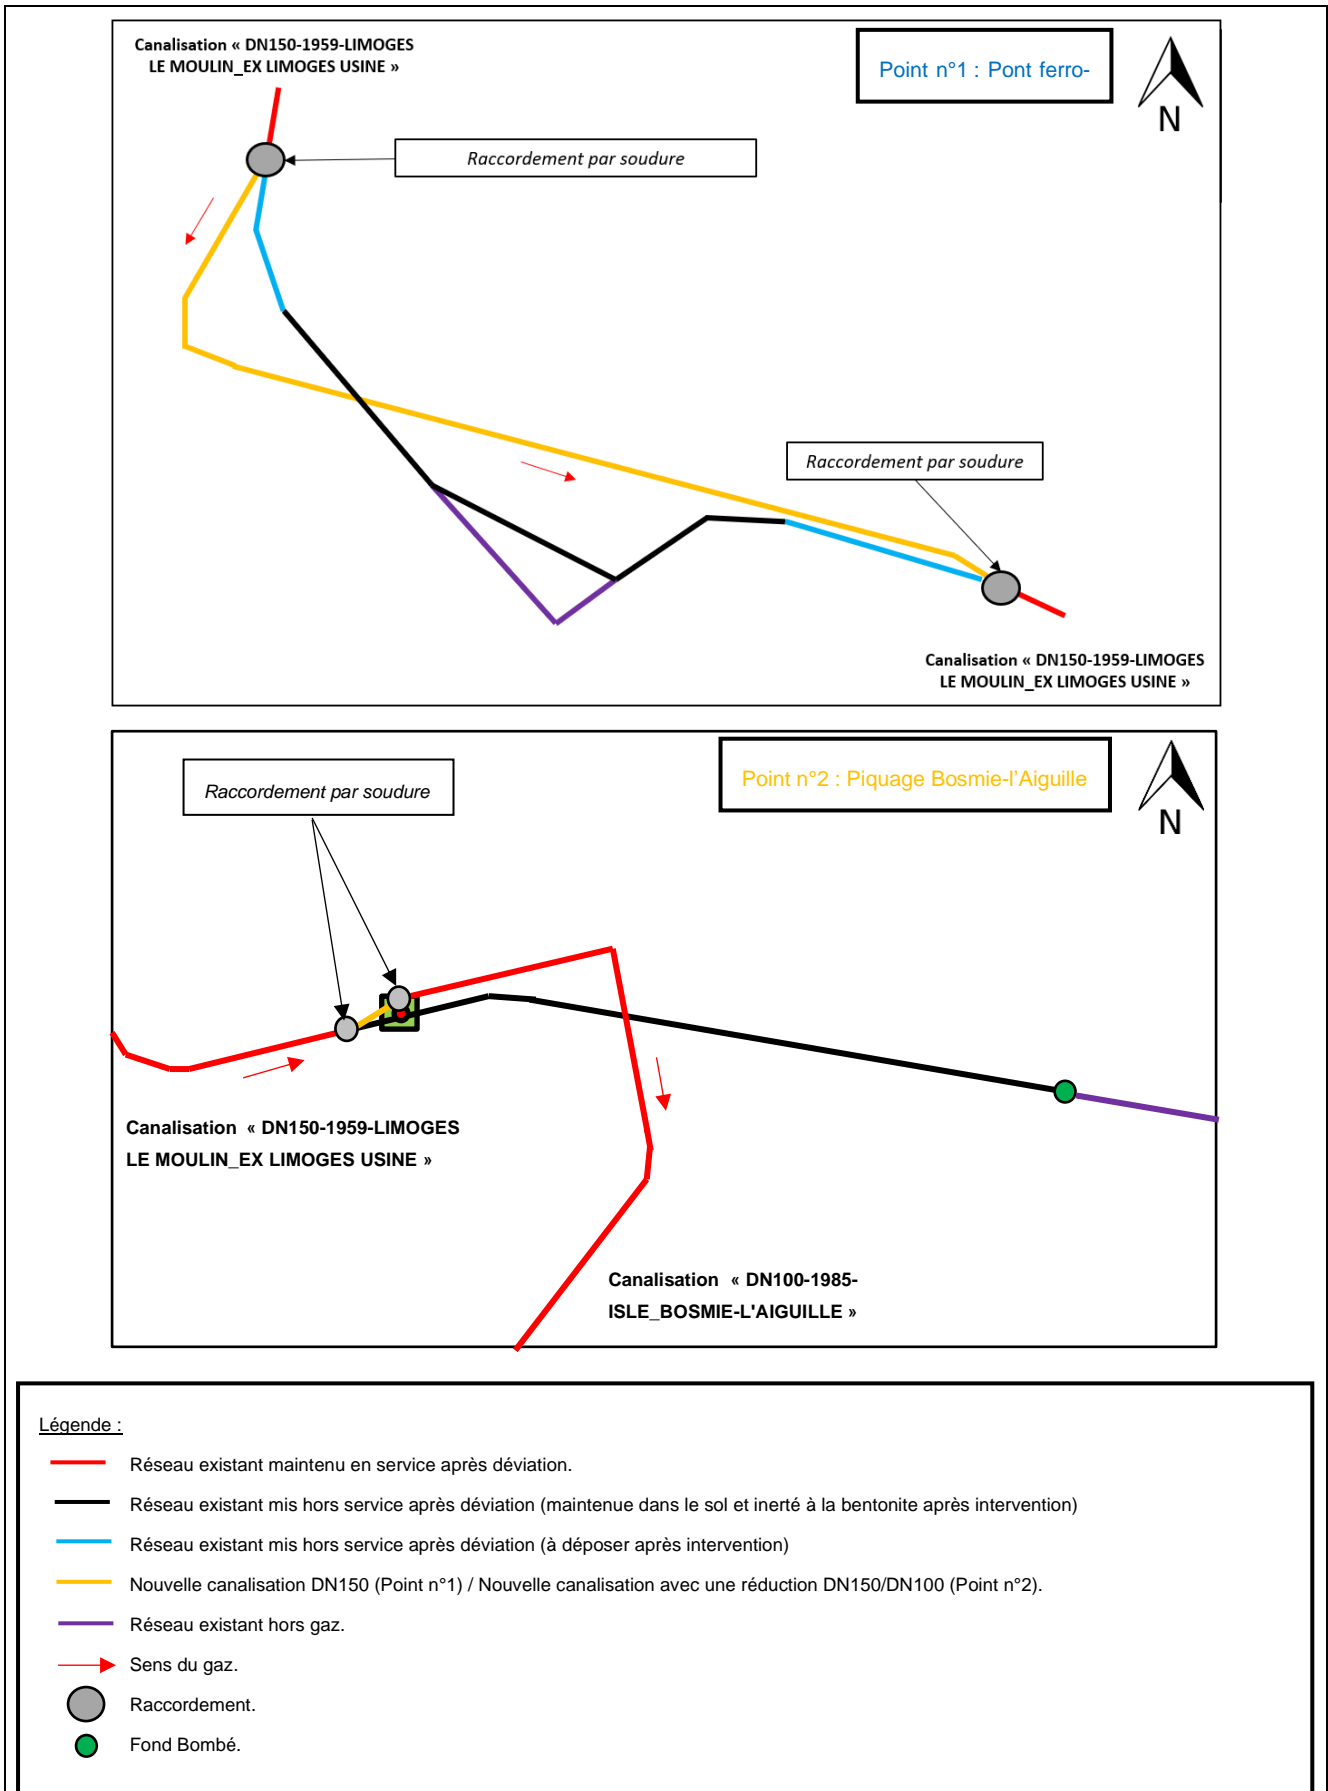 Canalisation « DN150-1959-LIMOGES
LE MOULIN_EX LIMOGES USINE »
Point n°1 : Pont ferro-
N
Raccordement par soudure
Raccordement par soudure
Canalisation « DN150-1959-LIMOGES
LE MOULIN_EX LIMOGES USINE »
Raccordement par soudure
Point n°2 : Piquage Bosmie-l'Aiguille
N
Canalisation « DN150-1959-LIMOGES
LE MOULIN_EX LIMOGES USINE »
Canalisation « DN100-1985-
ISLE_BOSMIE-L'AIGUILLE »
Légende :
Réseau existant maintenu en service après déviation.
Réseau existant mis hors service après déviation (maintenue dans le sol et inerté à la bentonite après intervention)
Réseau existant mis hors service après déviation (à déposer après intervention)
Nouvelle canalisation DN150 (Point n°1) / Nouvelle canalisation avec une réduction DN150/DN100 (Point n°2).
Réseau existant hors gaz.
Sens du gaz.
Raccordement.
Fond Bombé.